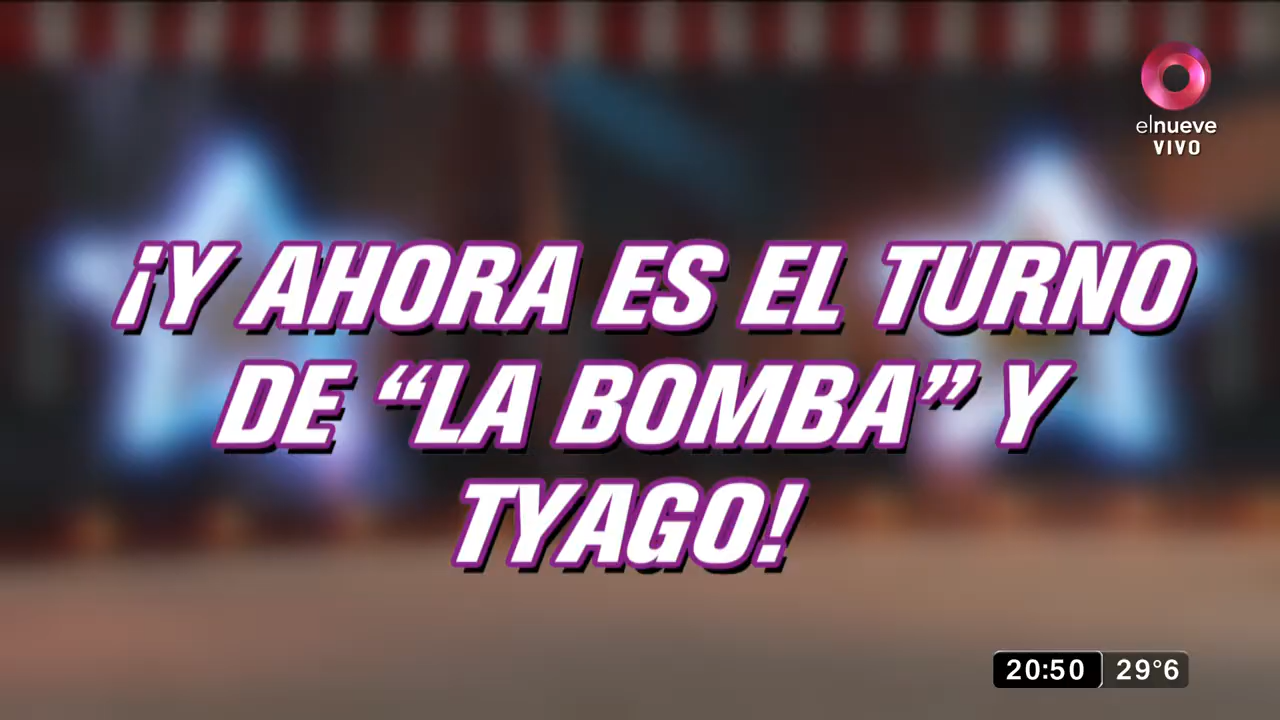 elnueve
VIVO
¡Y AHORA ES EL TURNO
DE “LA BOMBA” Y
TYAGO!
20:50 29°6